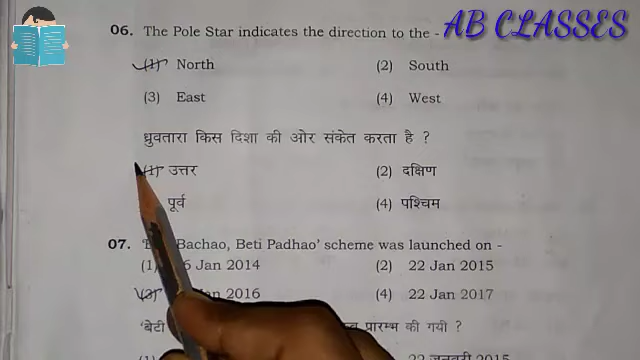 AB CLASSES
06. The Pole Star indicates the direction to the -
(1) North (2) South
(3) East (4) West
ध्रुवतारा किस दिशा की ओर संकेत करता है ?
(1) उत्तर (2) दक्षिण
पूर्व (4) पश्चिम
07. Bachao, Beti Padhao' scheme was launched on -
(1) 6 Jan 2014 (2) 22 Jan 2015
(3) Jan 2016 (4) 22 Jan 2017
'बेटी प्रारम्भ की गयी ?
(1) 22 जनवरी 2015